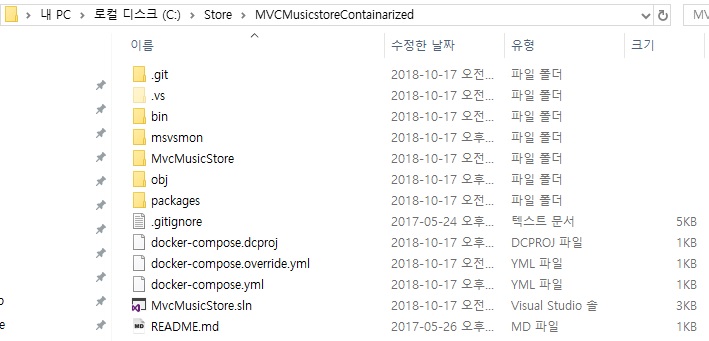 내 PC > 로컬 디스크 (C:) > Store > MVCMusicstoreContainarized MV
이름 수정한 날짜 유형 크기
.git 2018-10-17 오전... 파일 폴더
.vs 2018-10-17 오전... 파일 폴더
bin 2018-10-17 오전... 파일 폴더
msvsmon 2018-10-17 오후... 파일 폴더
MvcMusicStore 2018-10-17 오후... 파일 폴더
obj 2018-10-17 오후... 파일 폴더
packages 2018-10-17 오후... 파일 폴더
.gitignore 2017-05-24 오후... 텍스트 문서 5KB
docker-compose.dcproj 2018-10-17 오후... DCPROJ 파일 1KB
docker-compose.override.yml 2018-10-17 오전... YML 파일 1KB
docker-compose.yml 2018-10-17 오전... YML 파일 1KB
MvcMusicStore.sln 2018-10-17 오전... Visual Studio 솔 3KB
README.md 2017-05-26 오후... MD 파일 1KB